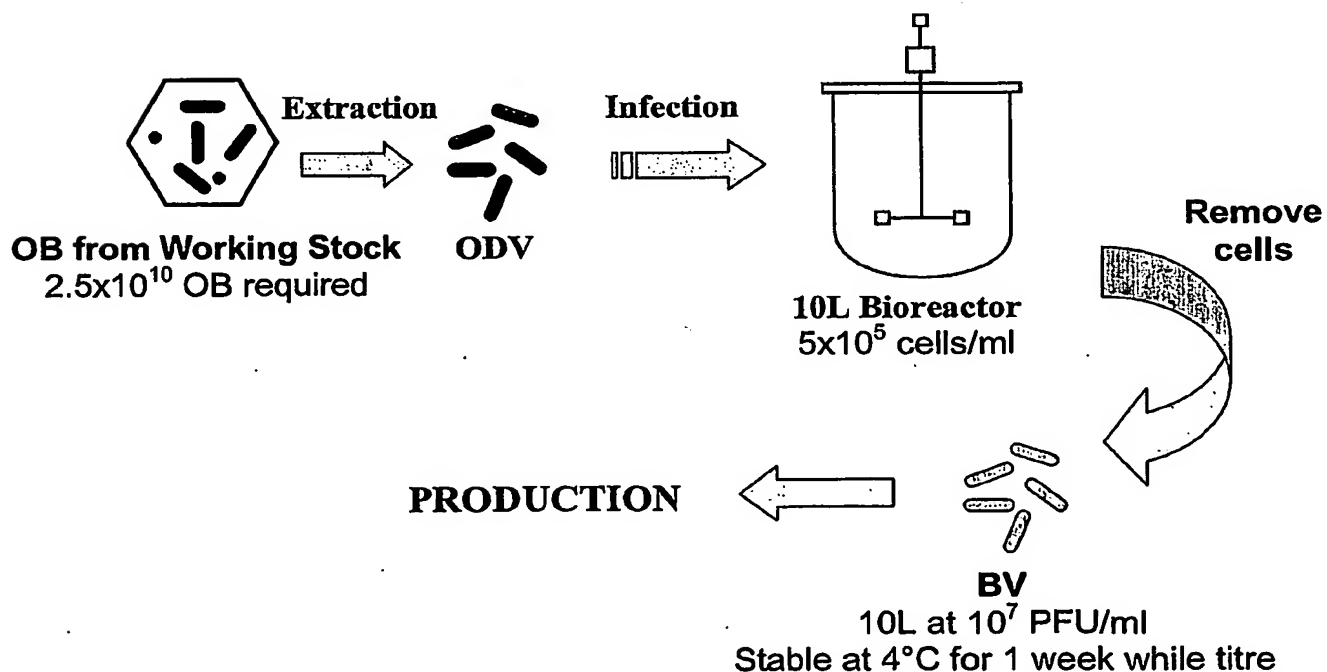 Extraction
Infection
OB from Working Stock
2.5x10¹⁰ OB required
ODV
10L Bioreactor
5x10⁵ cells/ml
Remove
cells
PRODUCTION
BV
10L at 10⁷ PFU/ml
Stable at 4°C for 1 week while titre